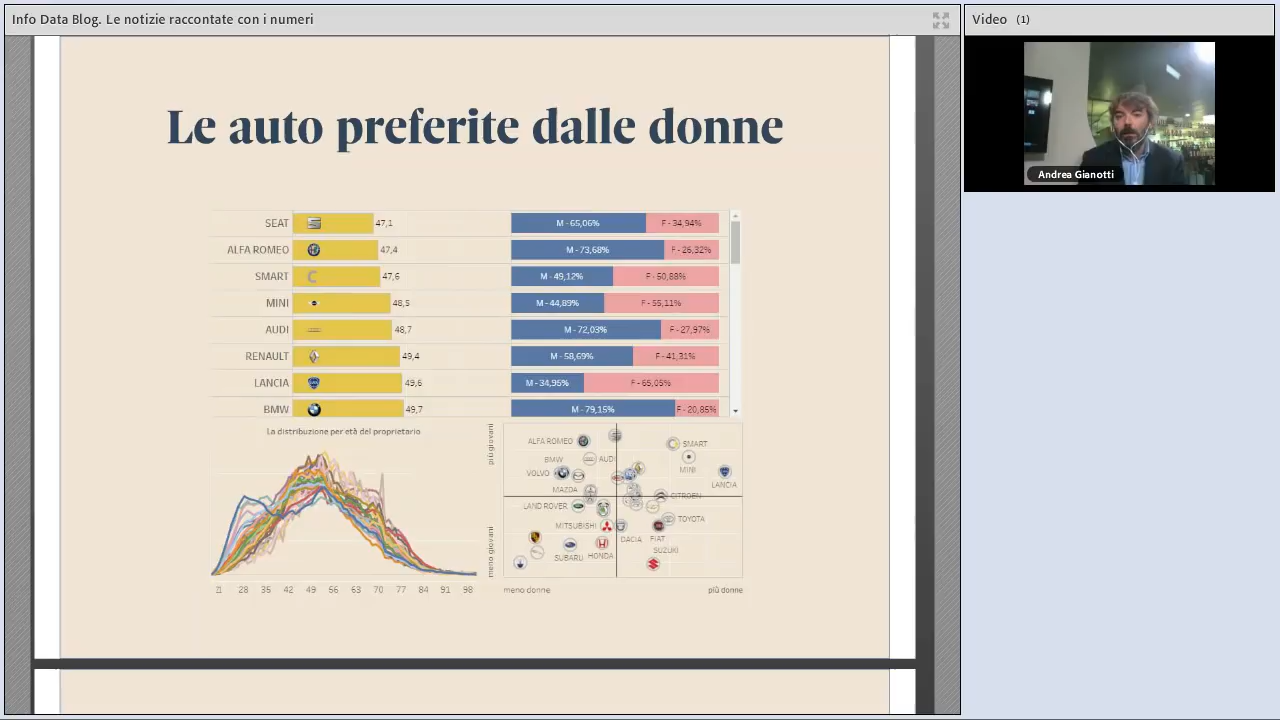 Info Data Blog. Le notizie raccontate con i numeri
Video (1)
Andrea Gianotti
Le auto preferite dalle donne
SEAT 47,1 M - 65,06% F - 34,94%
ALFA ROMEO 47,4 M - 73,68% F - 26,32%
SMART 47,6 M - 49,12% F - 50,88%
MINI 48,5 M - 44,89% F - 55,11%
AUDI 48,7 M - 72,03% F - 27,97%
RENAULT 49,4 M - 58,69% F - 41,31%
LANCIA 49,6 M - 34,95% F - 65,05%
BMW 49,7 M - 79,15% F - 20,85%
La distribuzione per età del proprietario
28 35 42 49 56 63 70 77 84 91 98
più giovani
meno giovani
ALFA ROMEO
SMART
BMW
AUDI
MINI
VOLVO
LANCIA
MAZDA
CITROEN
LAND ROVER
TOYOTA
MITSUBISHI
DACIA
FIAT
SUBARU
HONDA
SUZUKI
meno donne
più donne